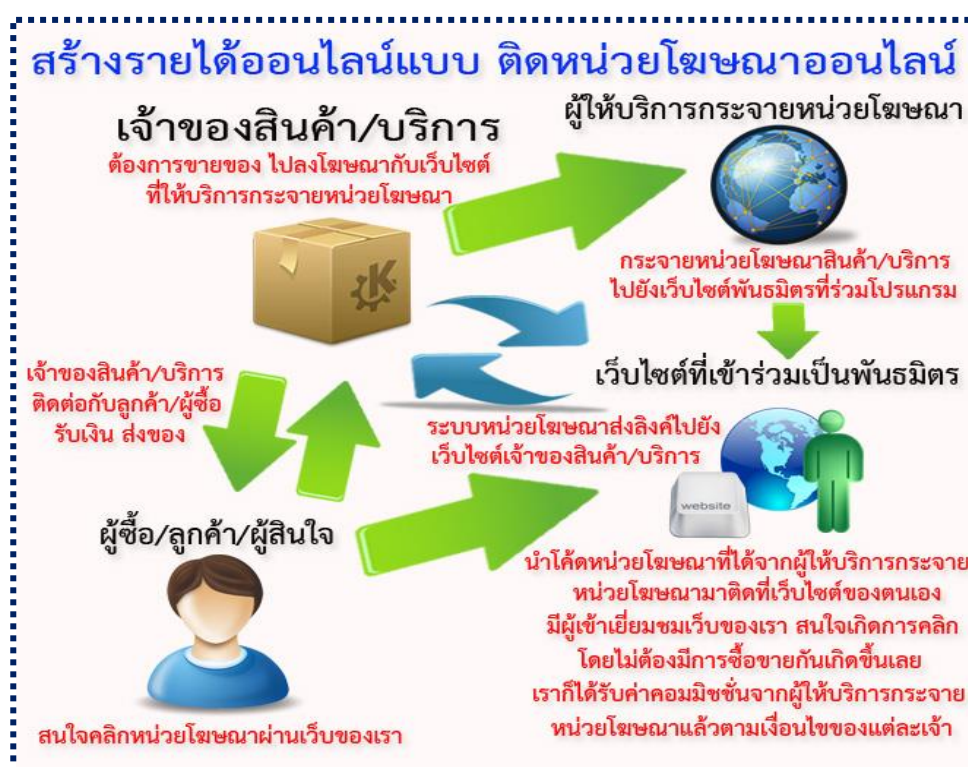 สร้างรายได้ออนไลน์แบบ ติดหน่วยโฆษณาออนไลน์
เจ้าของสินค้า/บริการ
ต้องการขายของ ไปลงโฆษณากับเว็บไซต์
ที่ให้บริการกระจายหน่วยโฆษณา
ผู้ให้บริการกระจายหน่วยโฆษณา
กระจายหน่วยโฆษณาสินค้า/บริการ
ไปยังเว็บไซต์พันธมิตรที่ร่วมโปรแกรม
เว็บไซต์ที่เข้าร่วมเป็นพันธมิตร
เจ้าของสินค้า/บริการ
ติดต่อกับลูกค้า/ผู้ซื้อ
รับเงิน ส่งของ
ระบบหน่วยโฆษณาส่งลิงค์ไปยัง
เว็บไซต์เจ้าของสินค้า/บริการ
website
ผู้ซื้อ/ลูกค้า/ผู้สินใจ
สนใจคลิกหน่วยโฆษณาผ่านเว็บของเรา
นำโค้ดหน่วยโฆษณาที่ได้จากผู้ให้บริการกระจาย
หน่วยโฆษณามาติดที่เว็บไซต์ของตนเอง
มีผู้เข้าเยี่ยมชมเว็บของเรา สนใจเกิดการคลิก
โดยไม่ต้องมีการซื้อขายกันเกิดขึ้นเลย
เราก็ได้รับค่าคอมมิชชั่นจากผู้ให้บริการกระจาย
หน่วยโฆษณาแล้วตามเงื่อนไขของแต่ละเจ้า